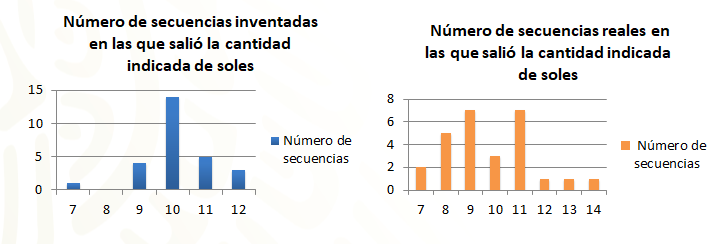 Número de secuencias inventadas
en las que salió la cantidad
indicada de soles
15
10
5
0
7 8 9 10 11 12
Número de
secuencias
Número de secuencias reales en
las que salió la cantidad indicada
de soles
8
6
4
2
0
7 8 9 10 11 12 13 14
Número de
secuencias